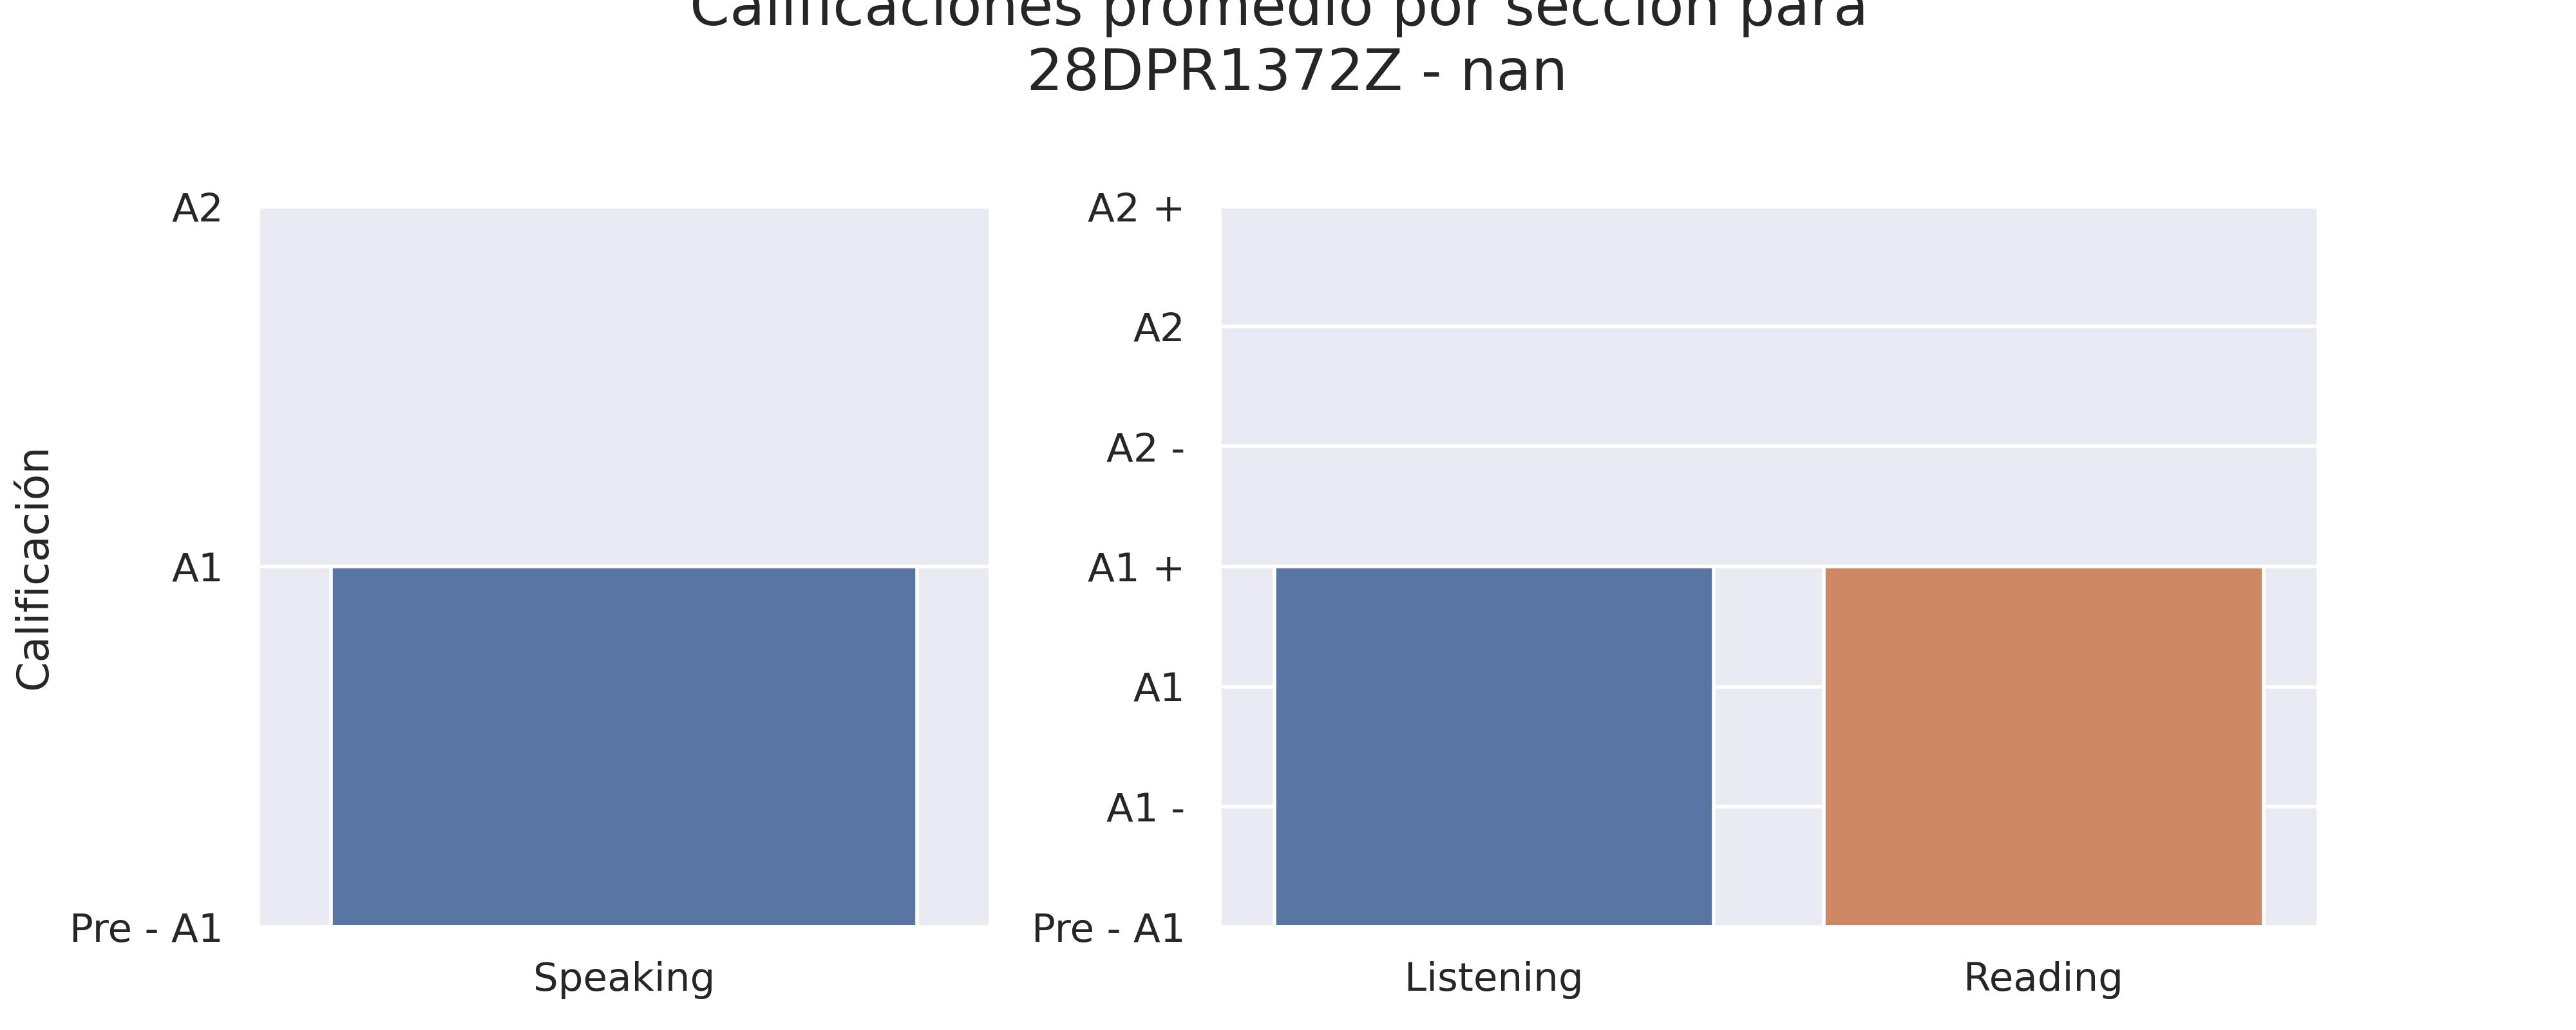 Calificaciones promedio por sección para
28DPR1372Z - nan
Calificación
A2
A1
Pre - A1
Speaking
A2 +
A2
A2 -
A1 +
A1
A1 -
Pre - A1
Listening
Reading